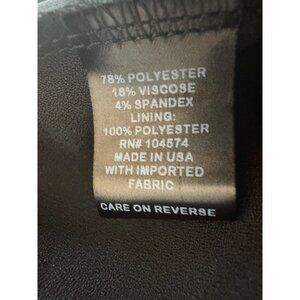 78% POLYESTER
18% VISCOSE
4% SPANDEX
LINING:
100% POLYESTER
RN# 104574
MADE IN USA
WITH IMPORTED
FABRIC
CARE ON REVERSE